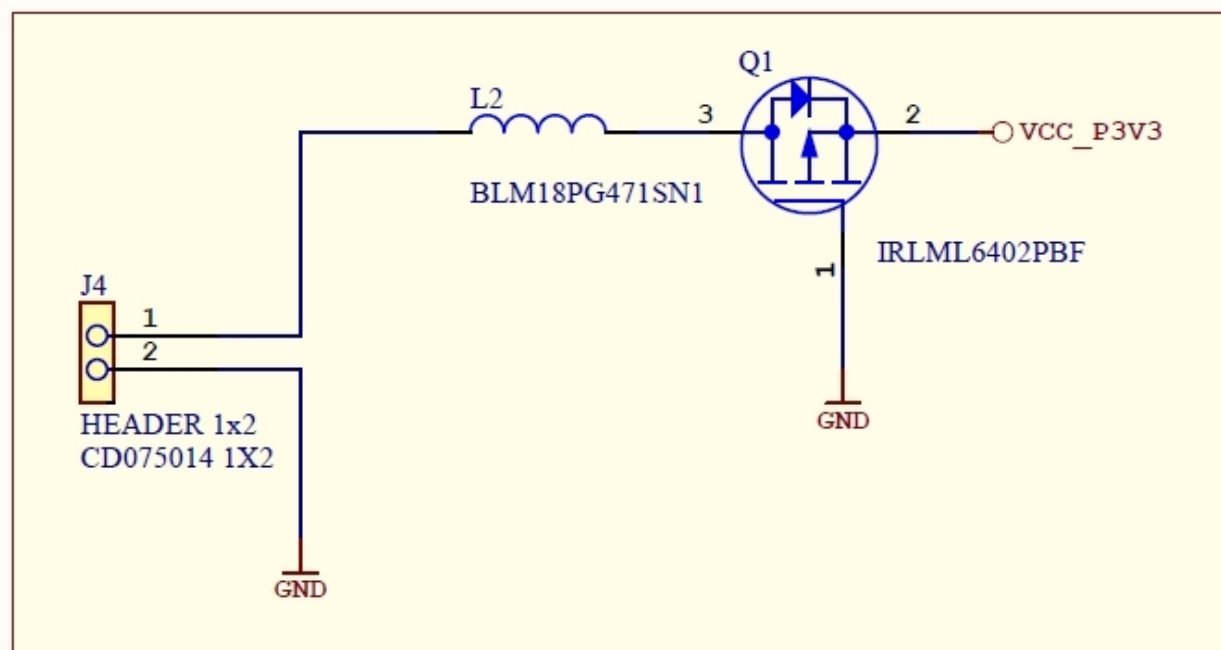 Q1
L2
3
2
VCC_P3V3
BLM18PG471SN1
IRLML6402PBF
1
J4
1
2
HEADER 1x2
CD075014 1X2
GND
GND